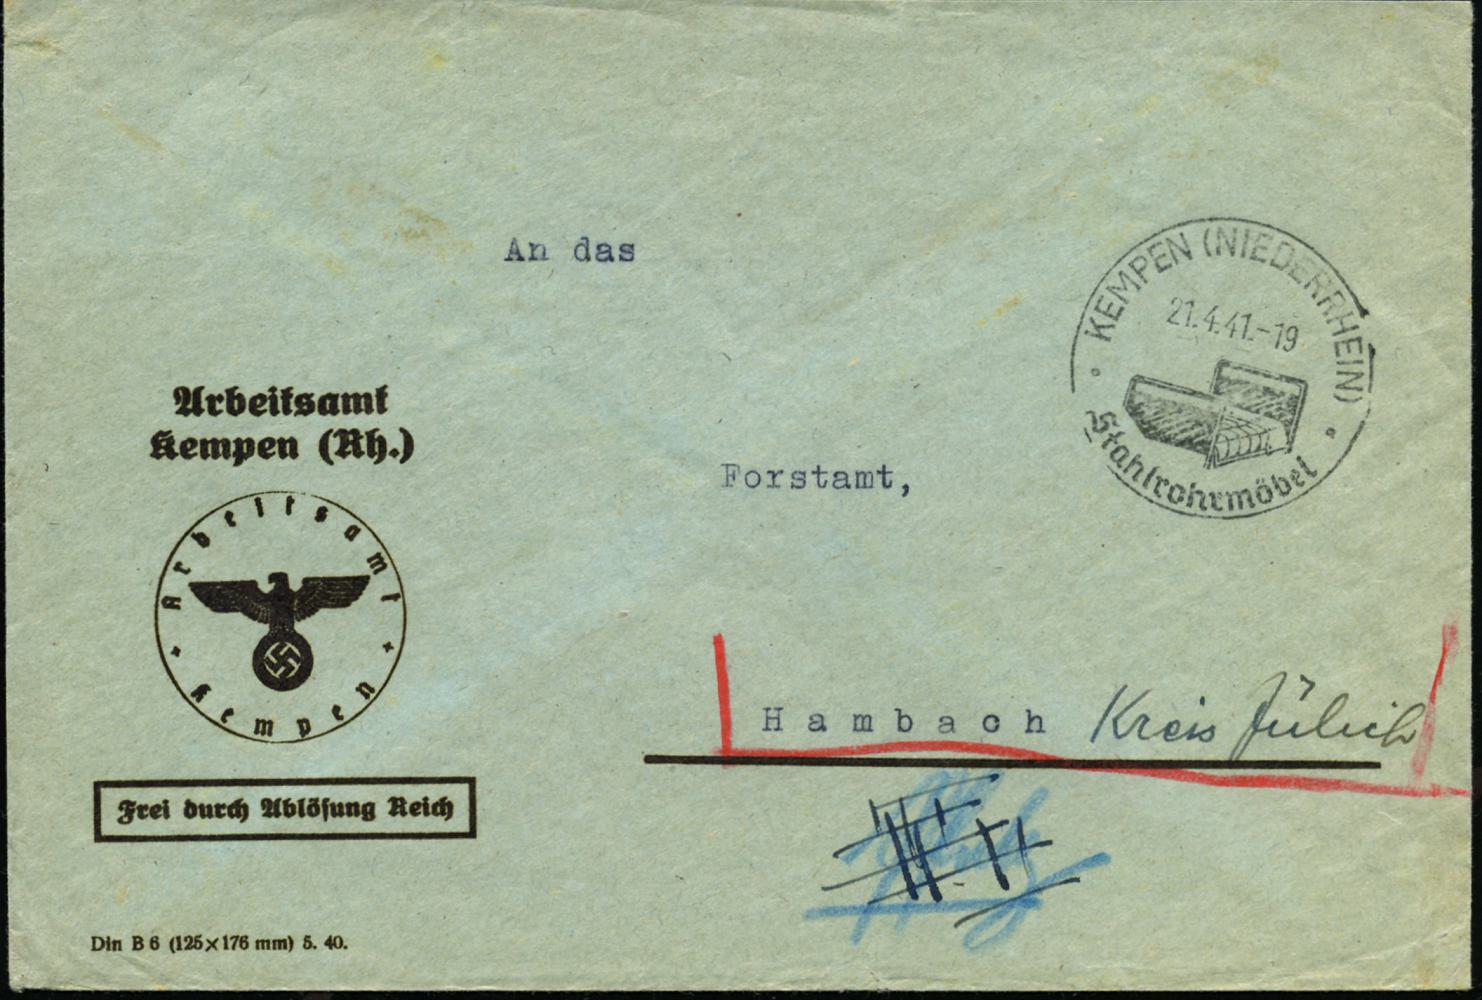 An das
KEMPEN (NIEDERRHEIN)
21.4.41.-19
Stahlrohrmöbel
Arbeitsamt
Kempen (Rh.)
Forstamt,
Arbeitsamt
Kempen
Hambach Kreis Jülich
Frei durch Ablösung Reich
Din B 6 (125×176 mm) 5. 40.